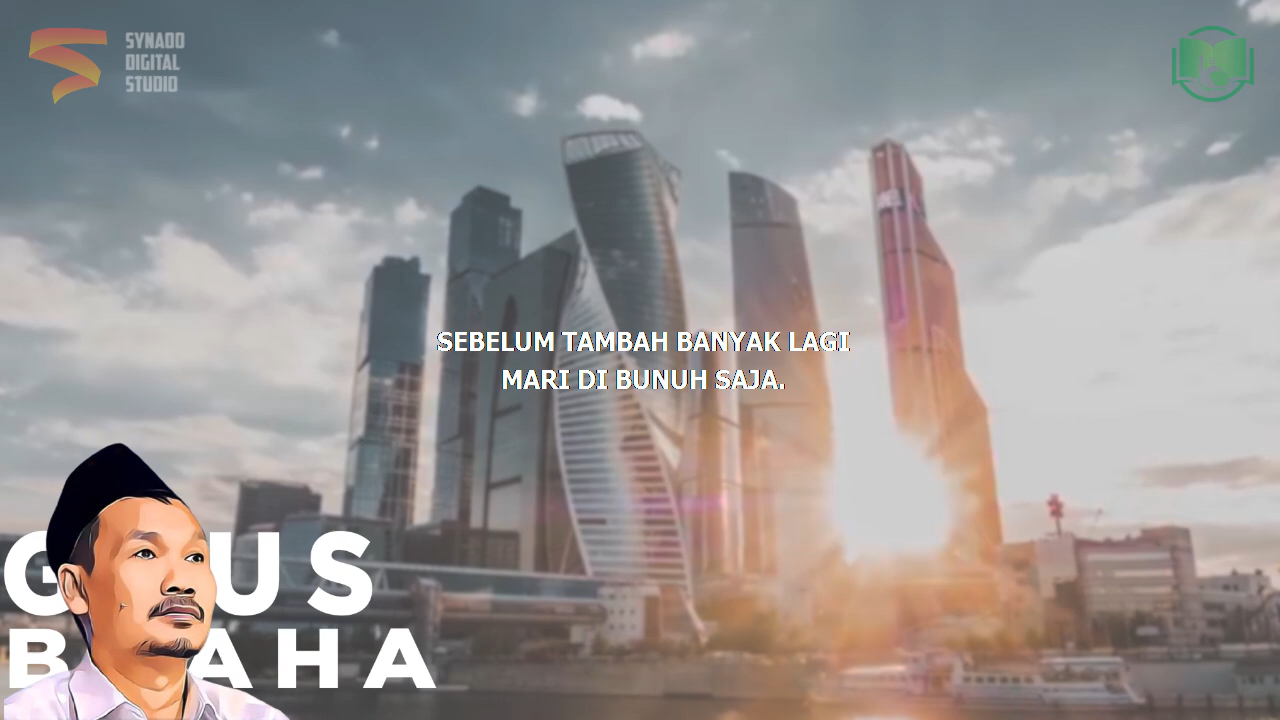 SYNADO
DIGITAL
STUDIO
SEBELUM TAMBAH BANYAK LAGI
MARI DI BUNUH SAJA.
GUS
BAHA